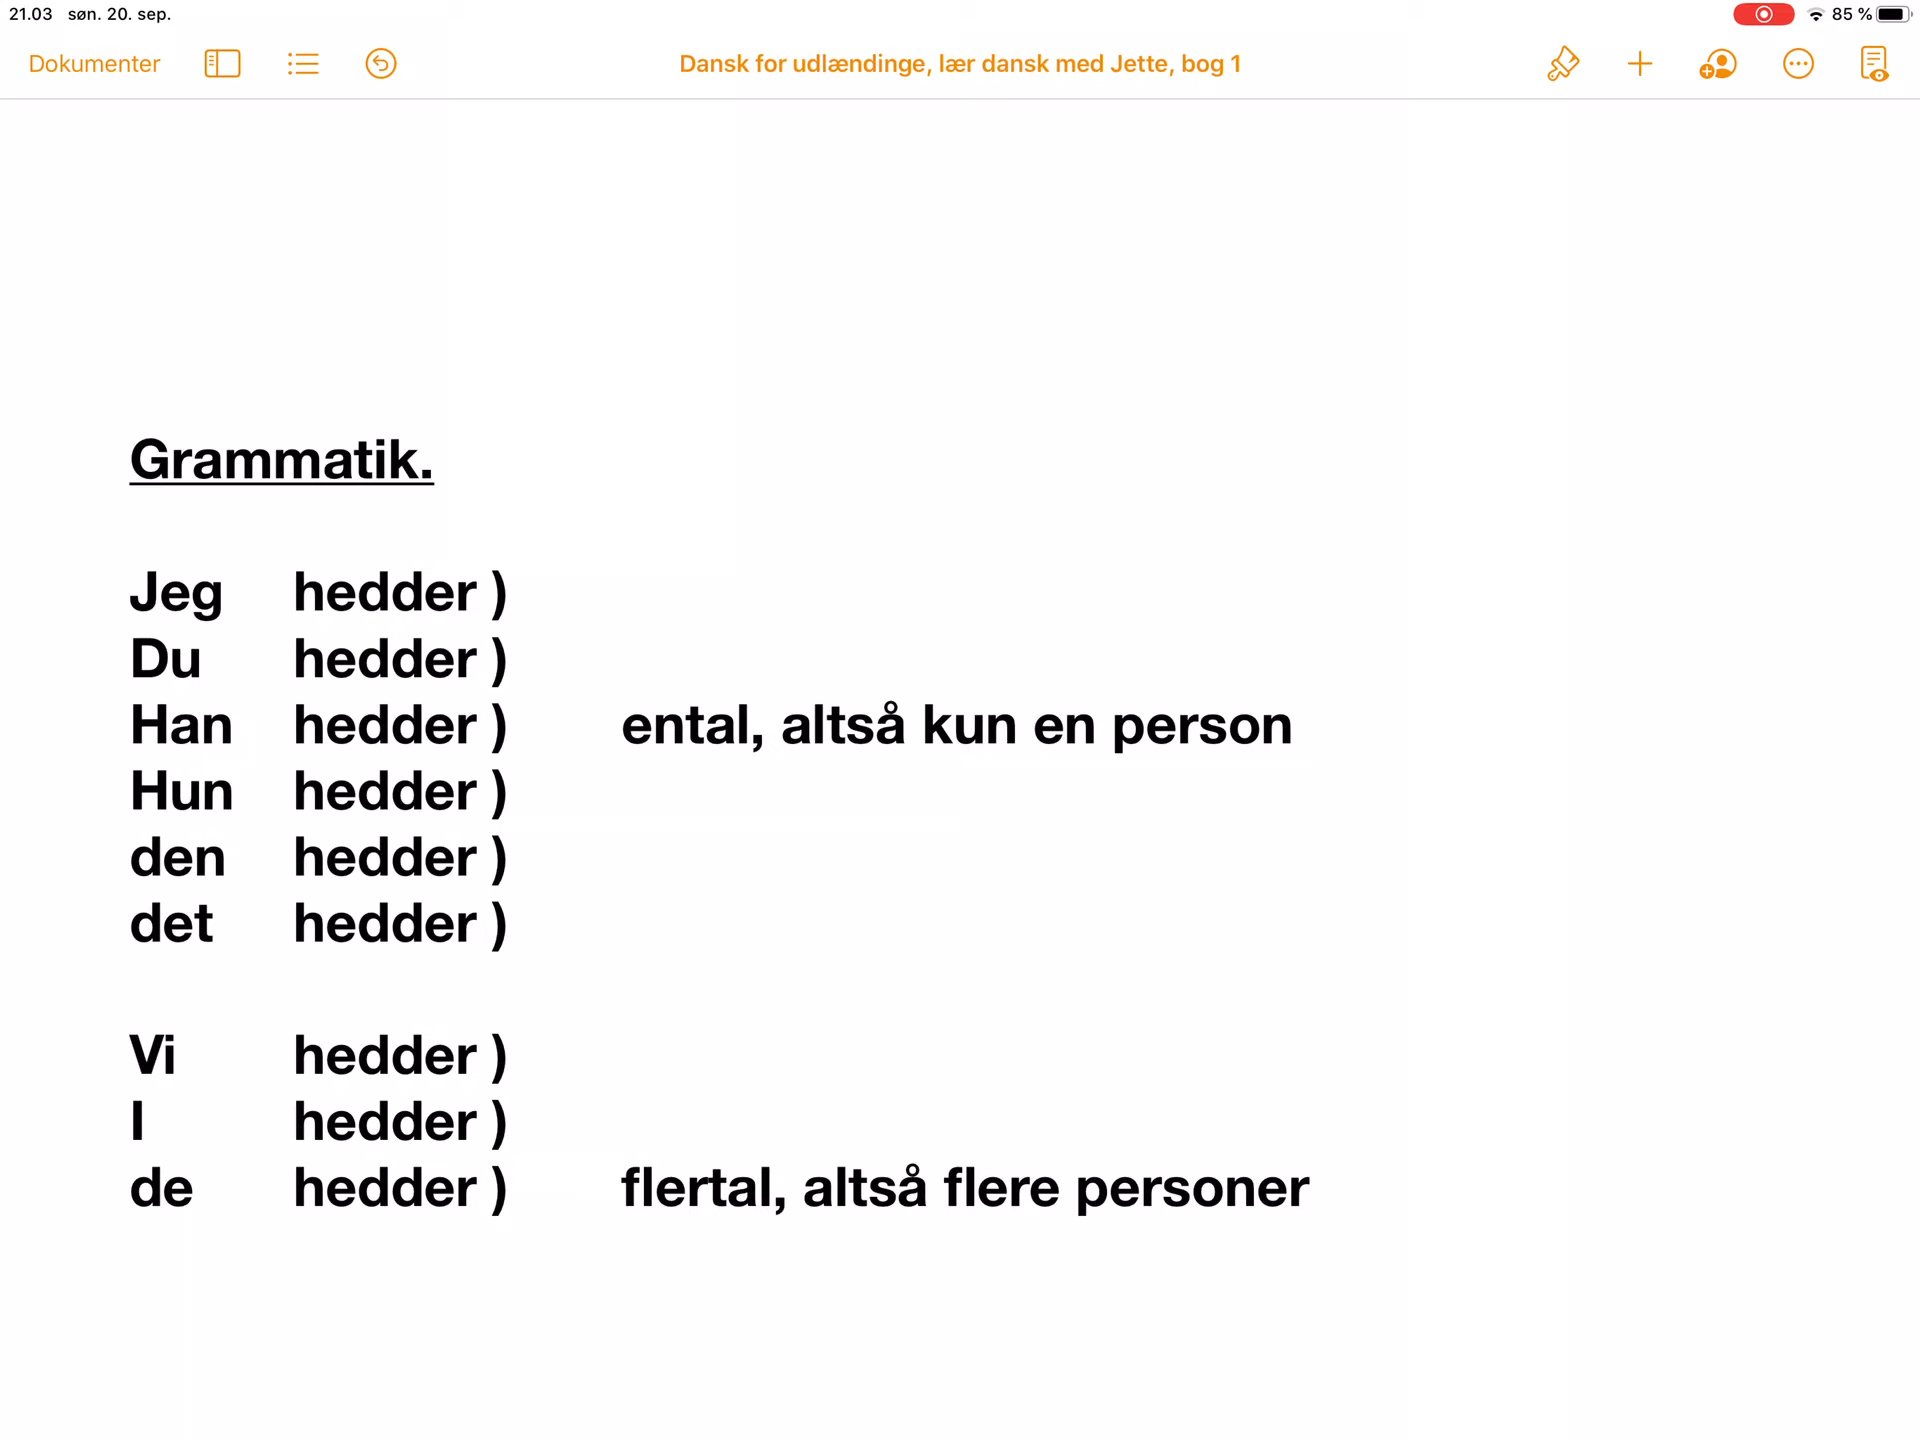 21.03 søn. 20. sep. 85 %
Dokumenter Dansk for udlændinge, lær dansk med Jette, bog 1
Grammatik.
Jeg hedder )
Du hedder )
Han hedder ) ental, altså kun en person
Hun hedder )
den hedder )
det hedder )
Vi hedder )
I hedder )
de hedder ) flertal, altså flere personer